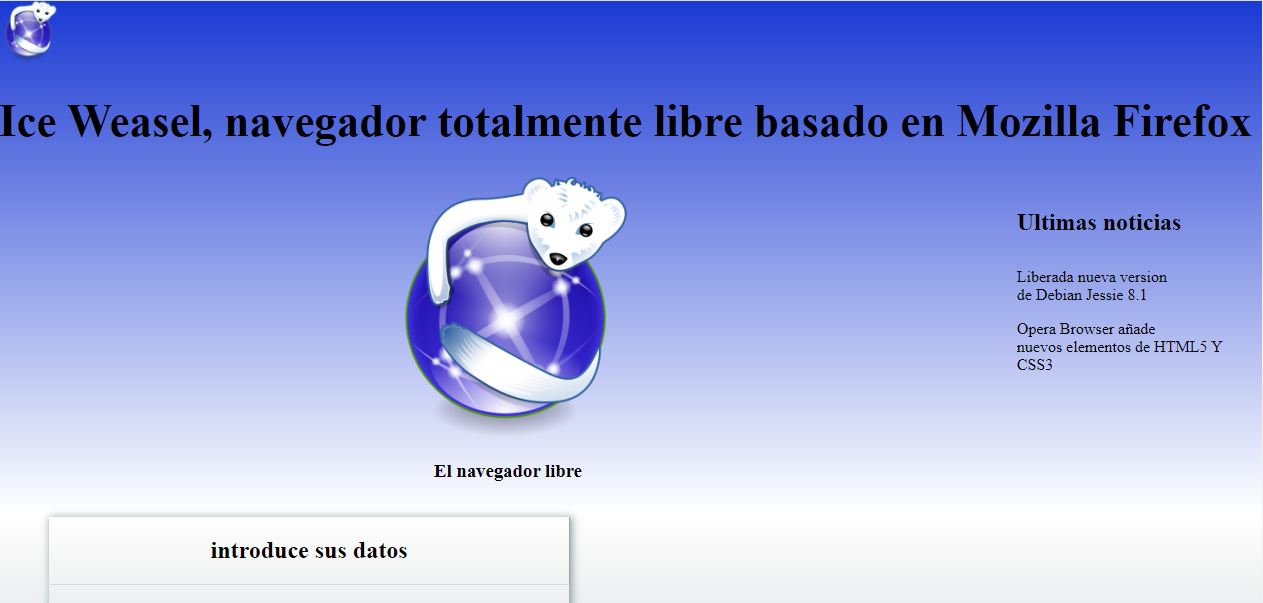 Ice Weasel, navegador totalmente libre basado en Mozilla Firefox
Ultimas noticias
Liberada nueva version
de Debian Jessie 8.1
Opera Browser añade
nuevos elementos de HTML5 Y
CSS3
El navegador libre
introduce sus datos